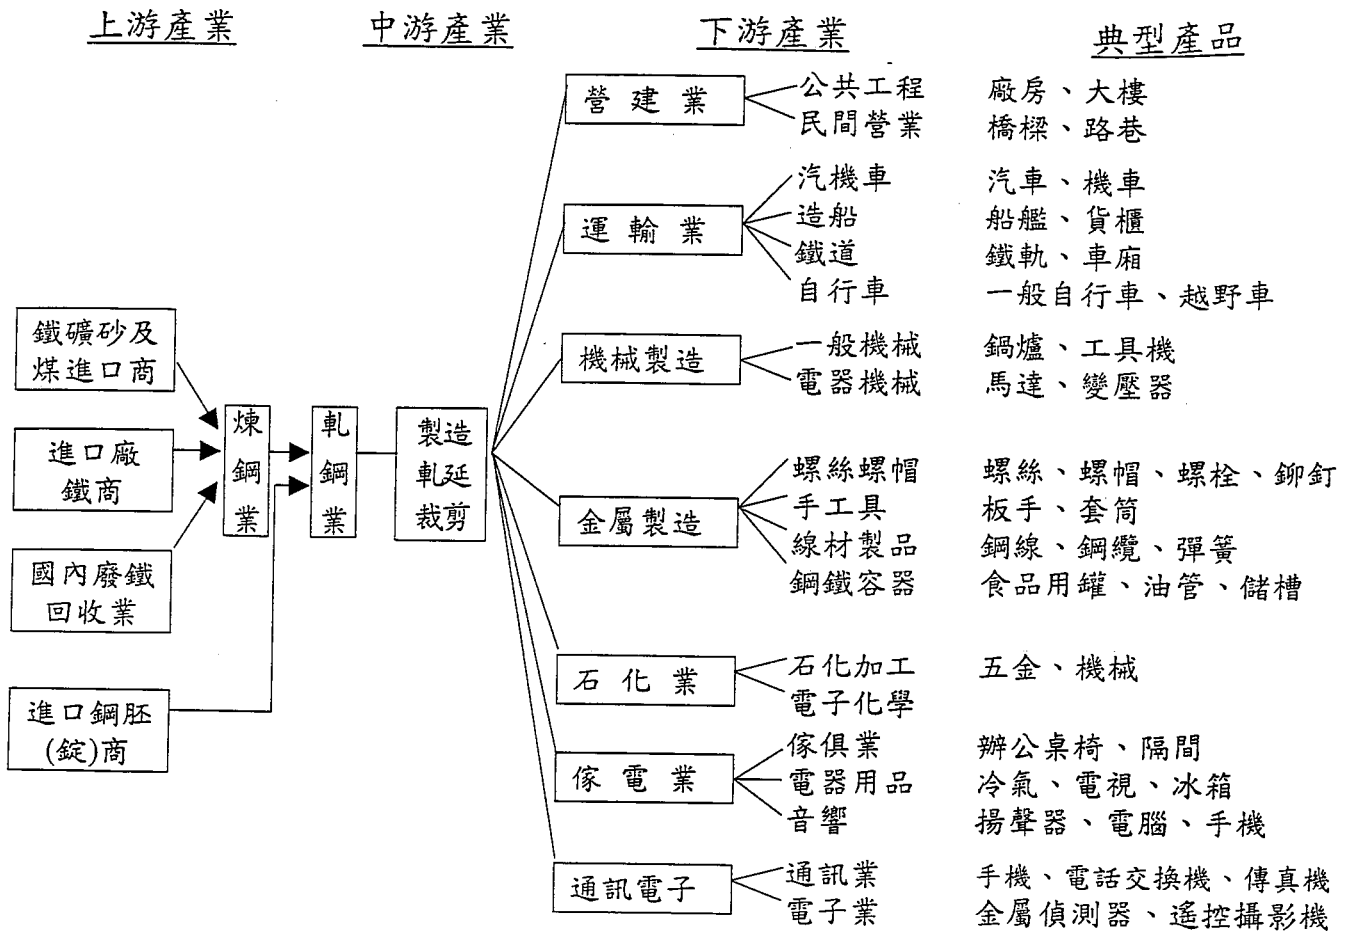 上游產業
中游產業
下游產業
典型產品
鐵礦砂及
煤進口商
進口廠
鐵商
國內廢鐵
回收業
進口鋼胚
(錠)商
煉鋼業
軋鋼業
製造
軋延
裁剪
營建業
公共工程 廠房、大樓
民間營業 橋樑、路巷
運輸業
汽機車 汽車、機車
造船 船艦、貨櫃
鐵道 鐵軌、車廂
自行車 一般自行車、越野車
機械製造
一般機械 鍋爐、工具機
電器機械 馬達、變壓器
金屬製造
螺絲螺帽 螺絲、螺帽、螺栓、鉚釘
手工具 板手、套筒
線材製品 鋼線、鋼纜、彈簧
鋼鐵容器 食品用罐、油管、儲槽
石化業
石化加工 五金、機械
電子化學
傢電業
傢俱業 辦公桌椅、隔間
電器用品 冷氣、電視、冰箱
音響 揚聲器、電腦、手機
通訊電子
通訊業 手機、電話交換機、傳真機
電子業 金屬偵測器、遙控攝影機